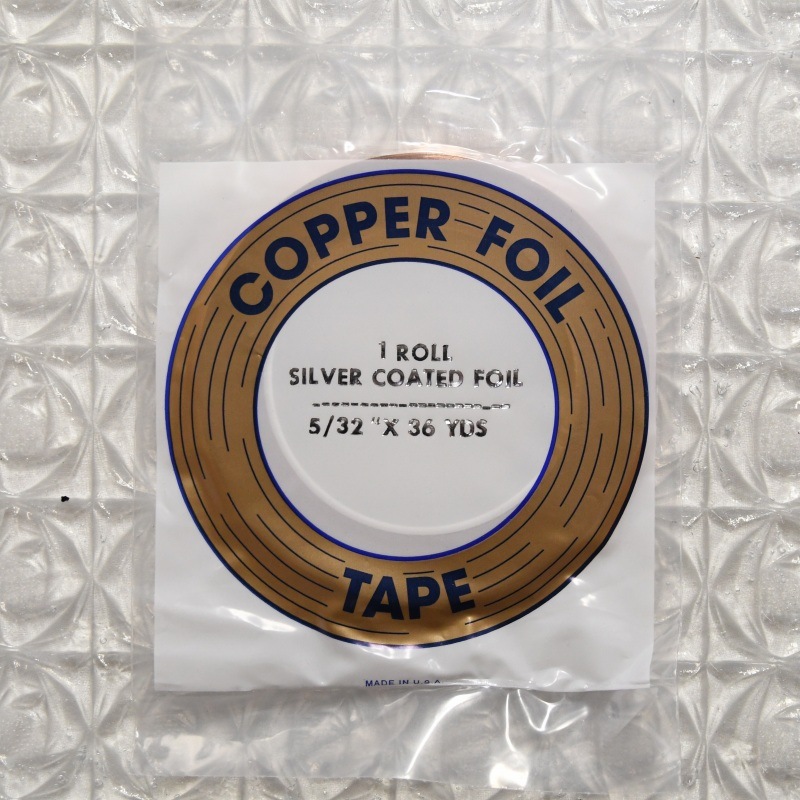 COPPER FOIL
1 ROLL
SILVER COATED FOIL
5/32 "X 36 YDS
TAPE
MADE IN U.S.A.